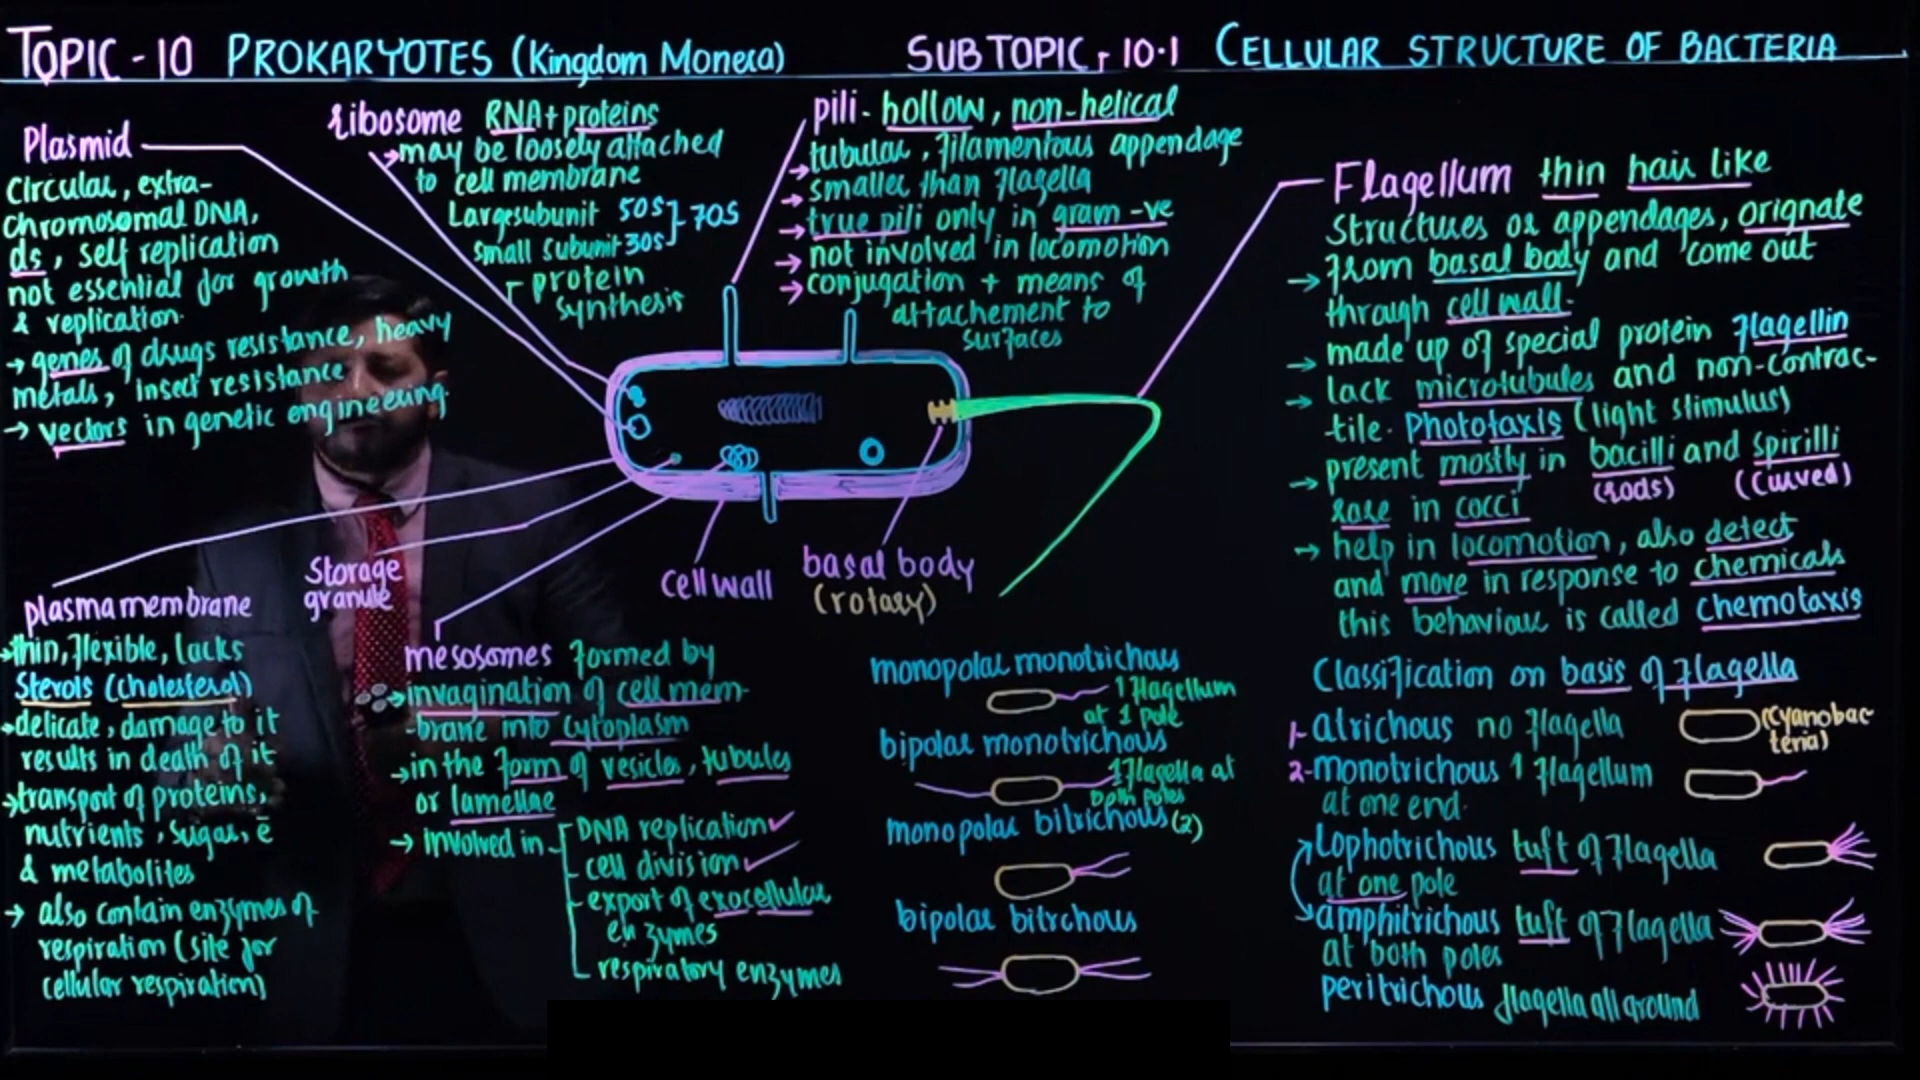 TOPIC - 10 PROKARYOTES (Kingdom Monera) SUBTOPIC, 10.1 CELLULAR STRUCTURE OF BACTERIA
Plasmid
Circular, extra-
chromosomal DNA,
ds, self replication
not essential for growth
& replication.
→ genes of drugs resistance, heavy
metals, insect resistance
→ vectors in genetic engineering.
ribosome RNA + proteins
→ may be loosely attached
to cell membrane
Large subunit 50S
Small subunit 30S
70S
protein
synthesis
pili - hollow, non-helical
tubular, filamentous appendage
→ smaller than flagella
→ true pili only in gram -ve
→ not involved in locomotion
→ conjugation + means of
attachement to
surfaces
Flagellum thin hair like
Structures or appendages, orignate
→ from basal body and come out
through cell wall.
→ made up of special protein flagellin
→ lack microtubules and non-contrac-
-tile. Phototaxis (light stimulus)
→ present mostly in bacilli and spirilli
(rods) (curved)
rare in cocci
→ help in locomotion, also detect
and move in response to chemicals
this behaviour is called chemotaxis
Storage
granule
cell wall
basal body
(rotary)
plasma membrane
→ thin, flexible, lacks
Sterols (cholesterol)
→ delicate, damage to it
results in death of it
→ transport of proteins,
nutrients, sugar, ē
& metabolites
→ also contain enzymes of
respiration (site for
cellular respiration)
mesosomes formed by
→ invagination of cell mem-
-brane into cytoplasm
→ in the form of vesicles, tubules
or lamellae
→ involved in
DNA replication ✓
cell division ✓
export of exocellular
enzymes
respiratory enzymes
monopolar monotrichous
1 flagellum
at 1 pole
bipolar monotrichous
1 flagella at
both poles
monopolar bitrichous (2)
bipolar bitrchous
Classification on basis of flagella
1- atrichous no flagella (cyanobac-
teria)
2- monotrichous 1 flagellum
at one end.
Lophotrichous tuft of flagella
at one pole
amphitrichous tuft of flagella
at both poles
peritrichous flagella all around